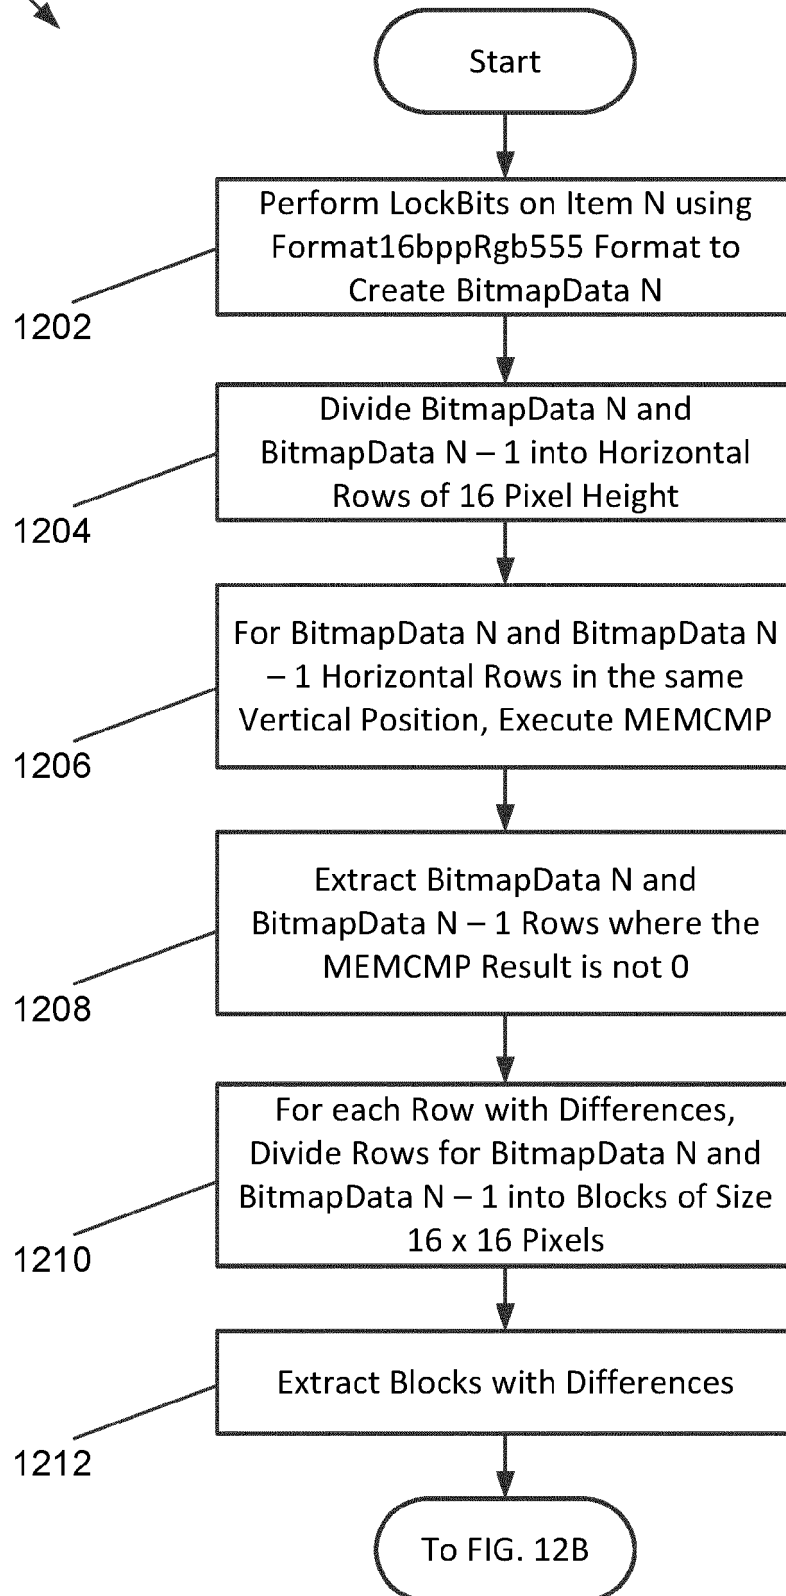 Start
Perform LockBits on Item N using
Format16bppRgb555 Format to
Create BitmapData N
1202
Divide BitmapData N and
BitmapData N – 1 into Horizontal
Rows of 16 Pixel Height
1204
For BitmapData N and BitmapData N
– 1 Horizontal Rows in the same
Vertical Position, Execute MEMCMP
1206
Extract BitmapData N and
BitmapData N – 1 Rows where the
MEMCMP Result is not 0
1208
For each Row with Differences,
Divide Rows for BitmapData N and
BitmapData N – 1 into Blocks of Size
16 x 16 Pixels
1210
Extract Blocks with Differences
1212
To FIG. 12B